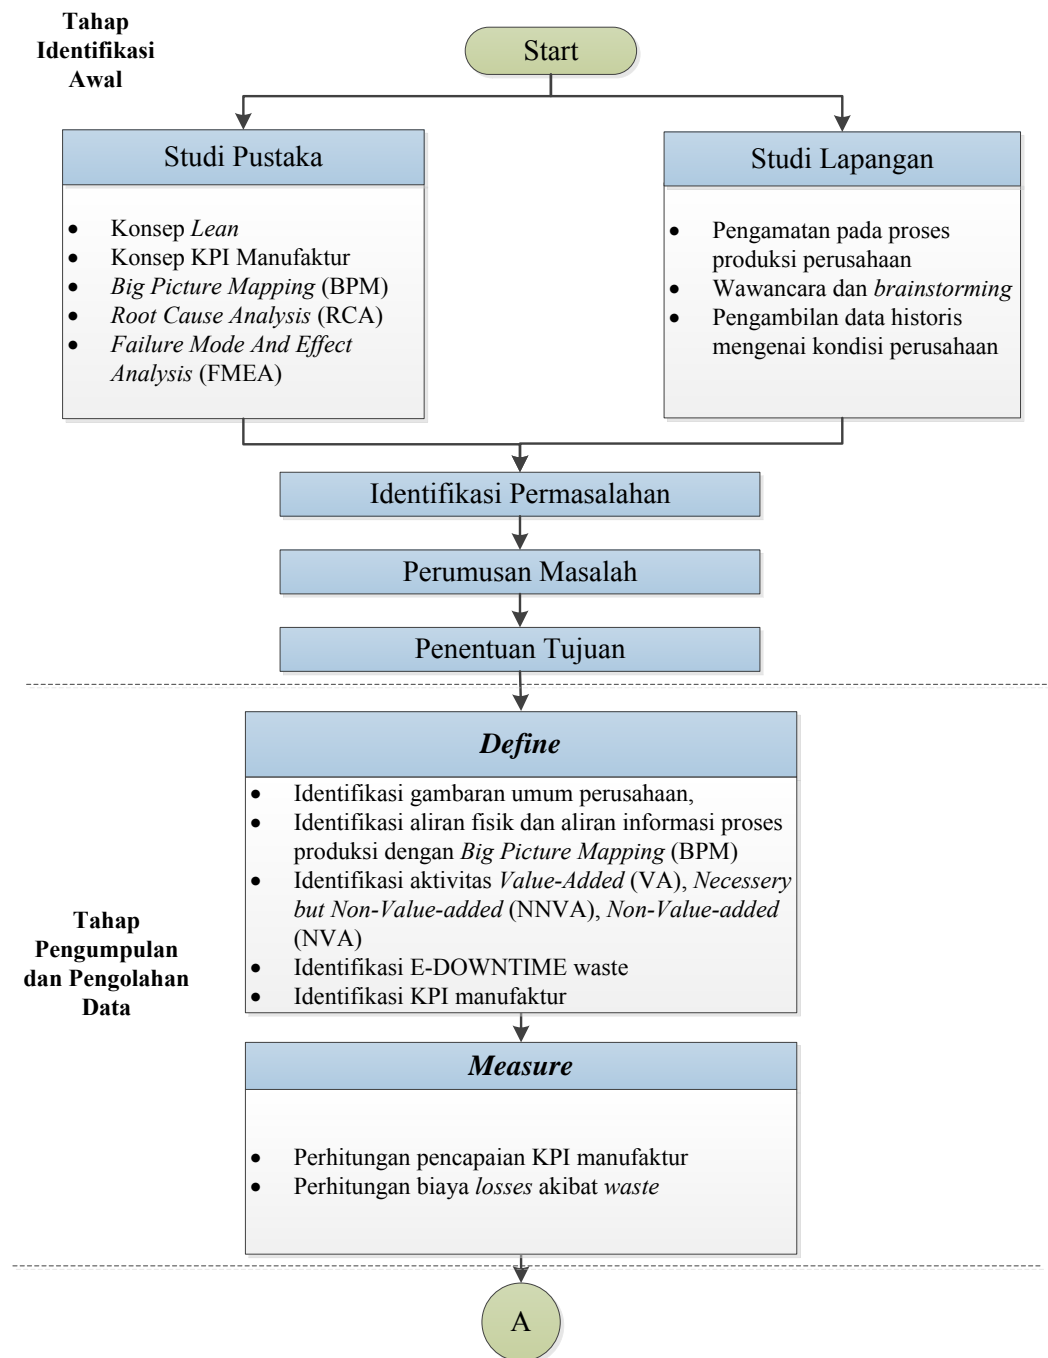 Tahap
Identifikasi
Awal
Start
Studi Pustaka
• Konsep Lean
• Konsep KPI Manufaktur
• Big Picture Mapping (BPM)
• Root Cause Analysis (RCA)
• Failure Mode And Effect
Analysis (FMEA)
Studi Lapangan
• Pengamatan pada proses
produksi perusahaan
• Wawancara dan brainstorming
• Pengambilan data historis
mengenai kondisi perusahaan
Identifikasi Permasalahan
Perumusan Masalah
Penentuan Tujuan
Tahap
Pengumpulan
dan Pengolahan
Data
Define
• Identifikasi gambaran umum perusahaan,
• Identifikasi aliran fisik dan aliran informasi proses
produksi dengan Big Picture Mapping (BPM)
• Identifikasi aktivitas Value-Added (VA), Necessery
but Non-Value-added (NNVA), Non-Value-added
(NVA)
• Identifikasi E-DOWNTIME waste
• Identifikasi KPI manufaktur
Measure
• Perhitungan pencapaian KPI manufaktur
• Perhitungan biaya losses akibat waste
A